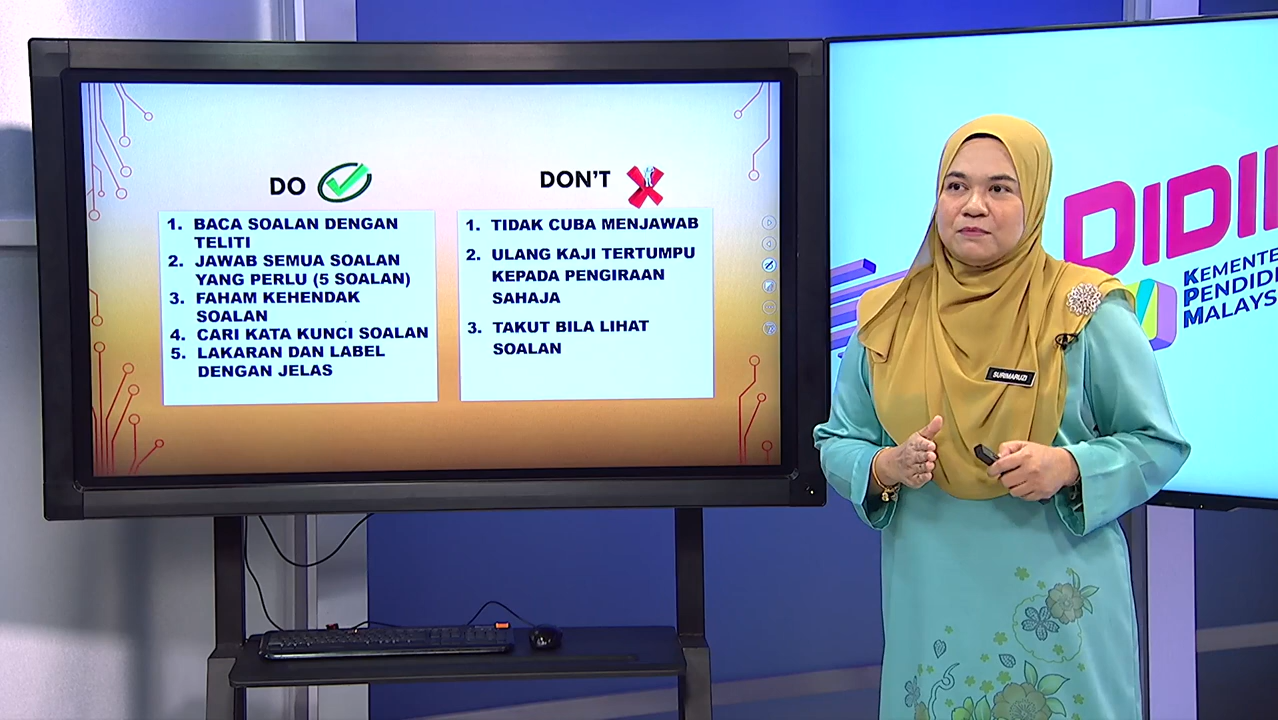 DO
1. BACA SOALAN DENGAN
TELITI
2. JAWAB SEMUA SOALAN
YANG PERLU (5 SOALAN)
3. FAHAM KEHENDAK
SOALAN
4. CARI KATA KUNCI SOALAN
5. LAKARAN DAN LABEL
DENGAN JELAS
DON'T
1. TIDAK CUBA MENJAWAB
2. ULANG KAJI TERTUMPU
KEPADA PENGIRAAN
SAHAJA
3. TAKUT BILA LIHAT
SOALAN
SURIMARUZI
DIDI
KEMENTE
PENDIDI
MALAYS